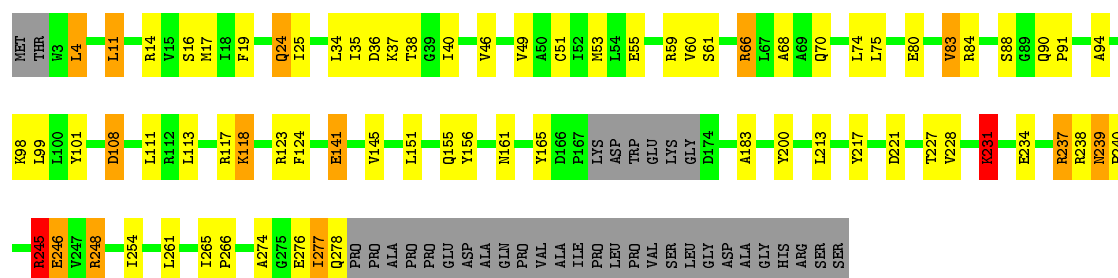 MET THR W3 L4 L11 R14 V15 S16 M17 I18 F19 Q24 I25 L34 I35 D36 K37 T38 G39 I40 V46 V49 A50 C51 I52 M53 L54 E55 R59 V60 S61 R66 L67 A68 A69 Q70 L74 L75 E80 V83 R84 S88 G89 Q90 P91 A94
K98 L99 L100 Y101 D108 L111 R112 L113 R117 K118 R123 F124 E141 V145 L151 Q155 Y156 N161 Y165 D166 P167 LYS ASP TRP GLU LYS GLY D174 A183 Y200 L213 Y217 D221 T227 V228 K231 E234 R237 R238 N239
R245 E246 V247 R248 I254 L261 I265 P266 A274 G275 E276 I277 Q278 PRO PRO ALA PRO PRO GLU ASP ALA ALA GLN PRO VAL ALA ILE PRO LEU PRO VAL SER LEU GLY ASP ALA GLY HIS ARG SER SER